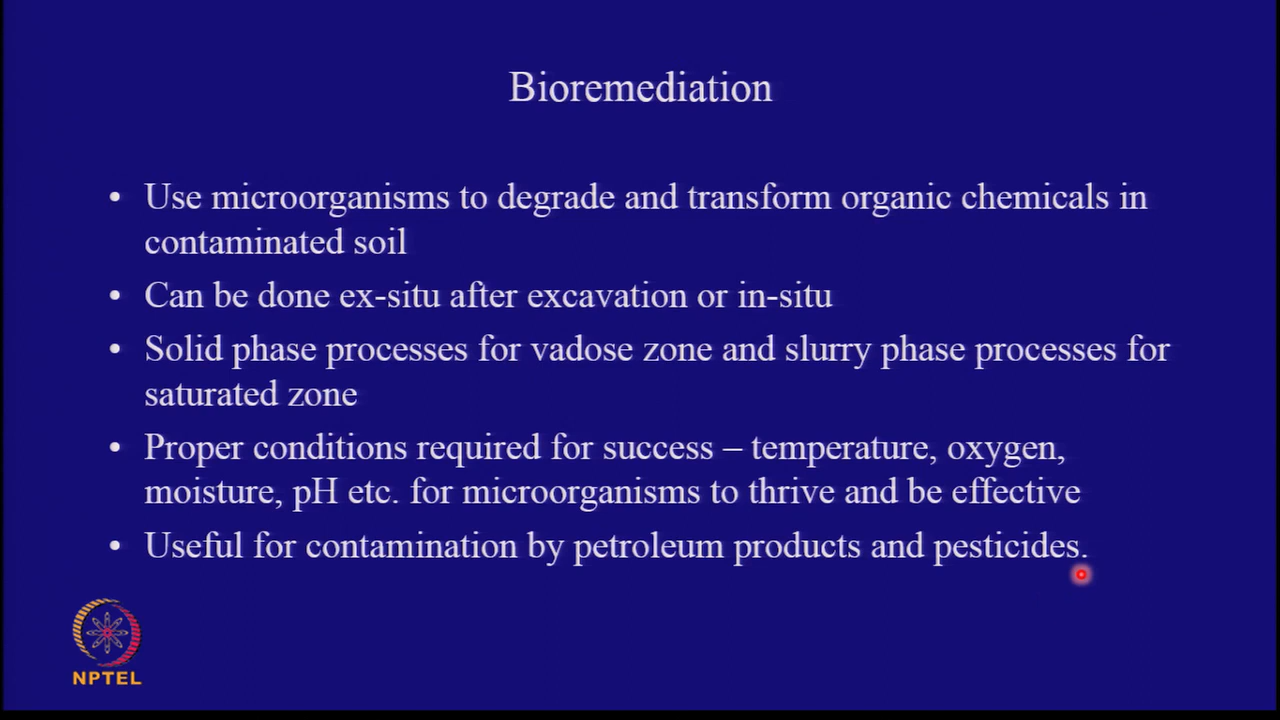 Bioremediation
• Use microorganisms to degrade and transform organic chemicals in
contaminated soil
• Can be done ex-situ after excavation or in-situ
• Solid phase processes for vadose zone and slurry phase processes for
saturated zone
• Proper conditions required for success – temperature, oxygen,
moisture, pH etc. for microorganisms to thrive and be effective
• Useful for contamination by petroleum products and pesticides.
NPTEL